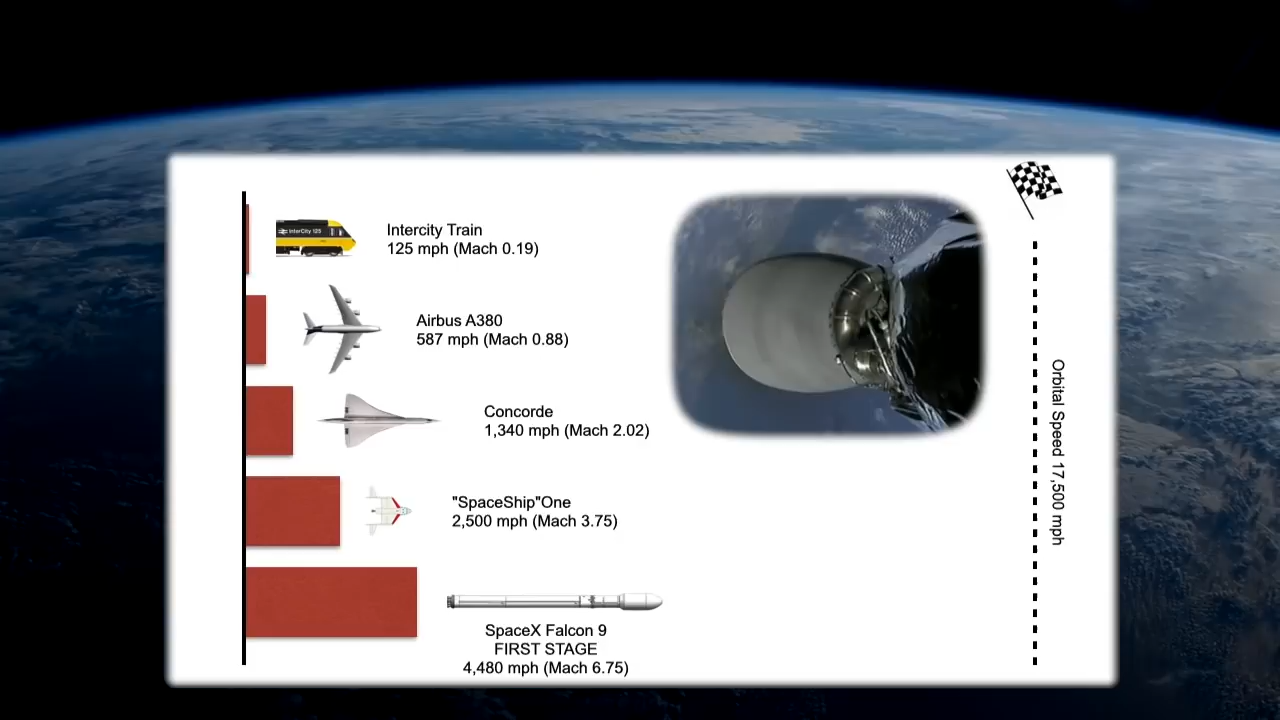 InterCity 125
Intercity Train
125 mph (Mach 0.19)
Airbus A380
587 mph (Mach 0.88)
Concorde
1,340 mph (Mach 2.02)
"SpaceShip"One
2,500 mph (Mach 3.75)
SpaceX Falcon 9
FIRST STAGE
4,480 mph (Mach 6.75)
Orbital Speed 17,500 mph